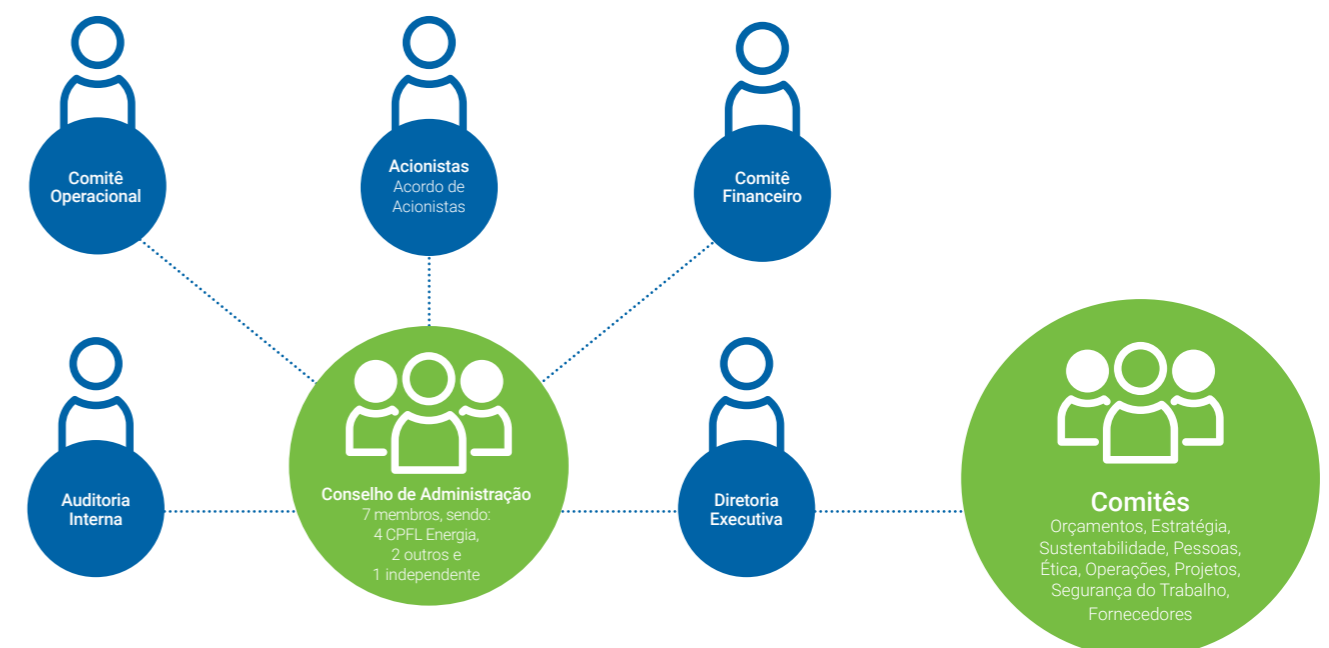 Comitê
Operacional
Acionistas
Acordo de
Acionistas
Comitê
Financeiro
Auditoria
Interna
Conselho de Administração
7 membros, sendo:
4 CPFL Energia,
2 outros e
1 independente
Diretoria
Executiva
Comitês
Orçamentos, Estratégia,
Sustentabilidade, Pessoas,
Ética, Operações, Projetos,
Segurança do Trabalho,
Fornecedores